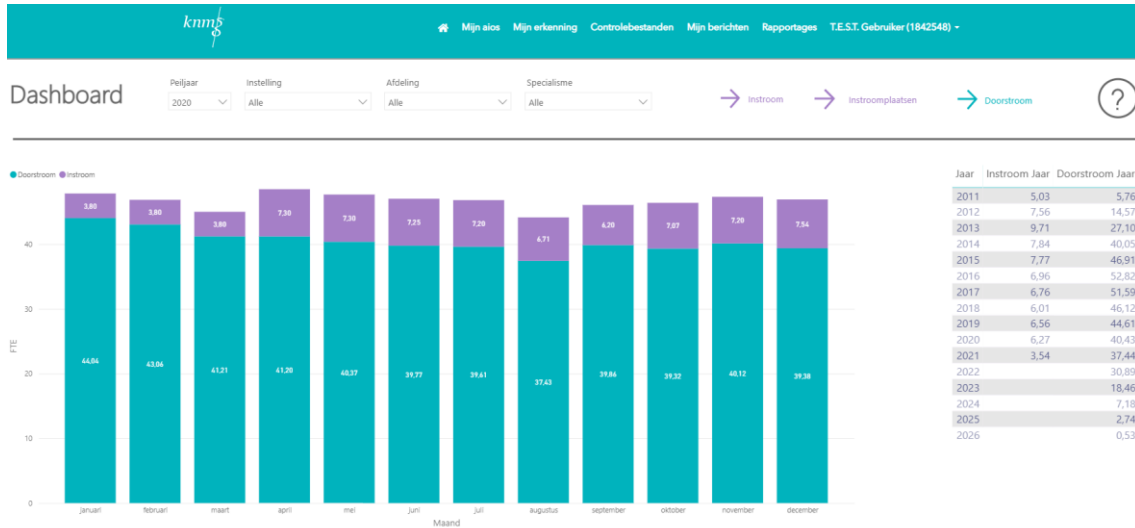 knmg
Mijn aios Mijn erkenning Controlebestanden Mijn berichten Rapportages T.E.S.T. Gebruiker (1842548)
Dashboard
Peiljaar Instelling Afdeling Specialisme
2020 Alle Alle Alle
Instroom Instroomplaatsen Doorstroom ?
Doorstroom Instroom
3,80 3,80 3,80 7,30 7,30 7,25 7,20 6,71 6,20 7,07 7,20 7,54
44,04 43,06 41,21 41,20 40,37 39,77 39,61 37,43 39,86 39,32 40,12 39,38
40
30
FTE
20
10
0
januari februari maart april mei juni juli augustus september oktober november december
Maand
Jaar Instroom Jaar Doorstroom Jaar
2011 5,03 5,76
2012 7,56 14,57
2013 9,71 27,10
2014 7,84 40,05
2015 7,77 46,91
2016 6,96 52,82
2017 6,76 51,59
2018 6,01 46,12
2019 6,56 44,61
2020 6,27 40,43
2021 3,54 37,44
2022 30,89
2023 18,46
2024 7,18
2025 2,74
2026 0,53